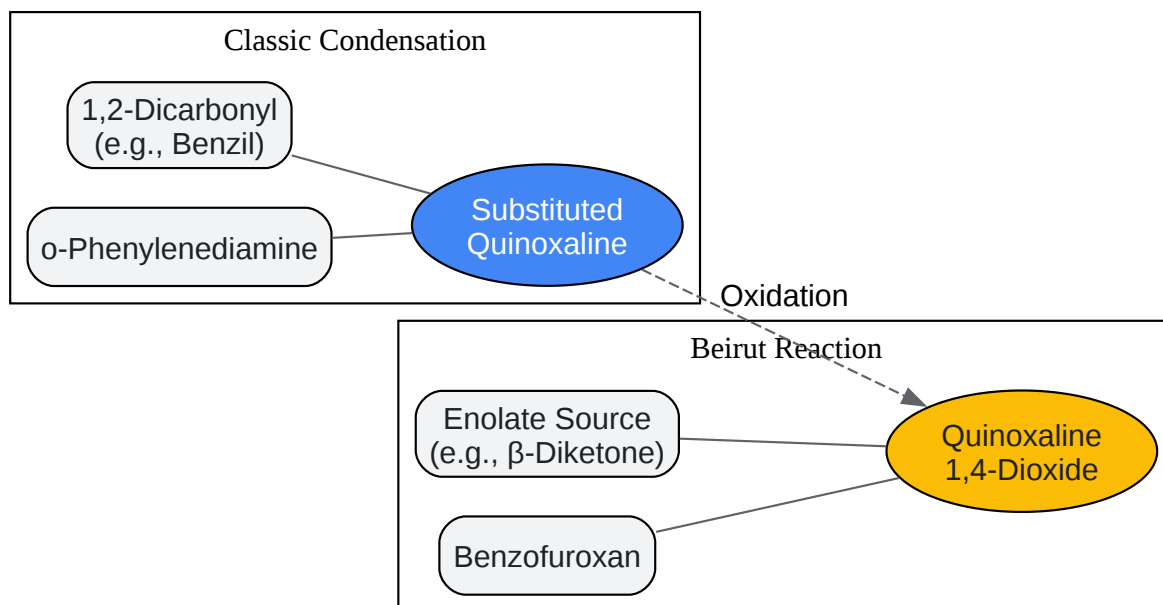 Classic Condensation
1,2-Dicarbonyl
(e.g., Benzil)
o-Phenylenediamine
Substituted
Quinoxaline
Oxidation
Beirut Reaction
Enolate Source
(e.g., β-Diketone)
Benzofuroxan
Quinoxaline
1,4-Dioxide